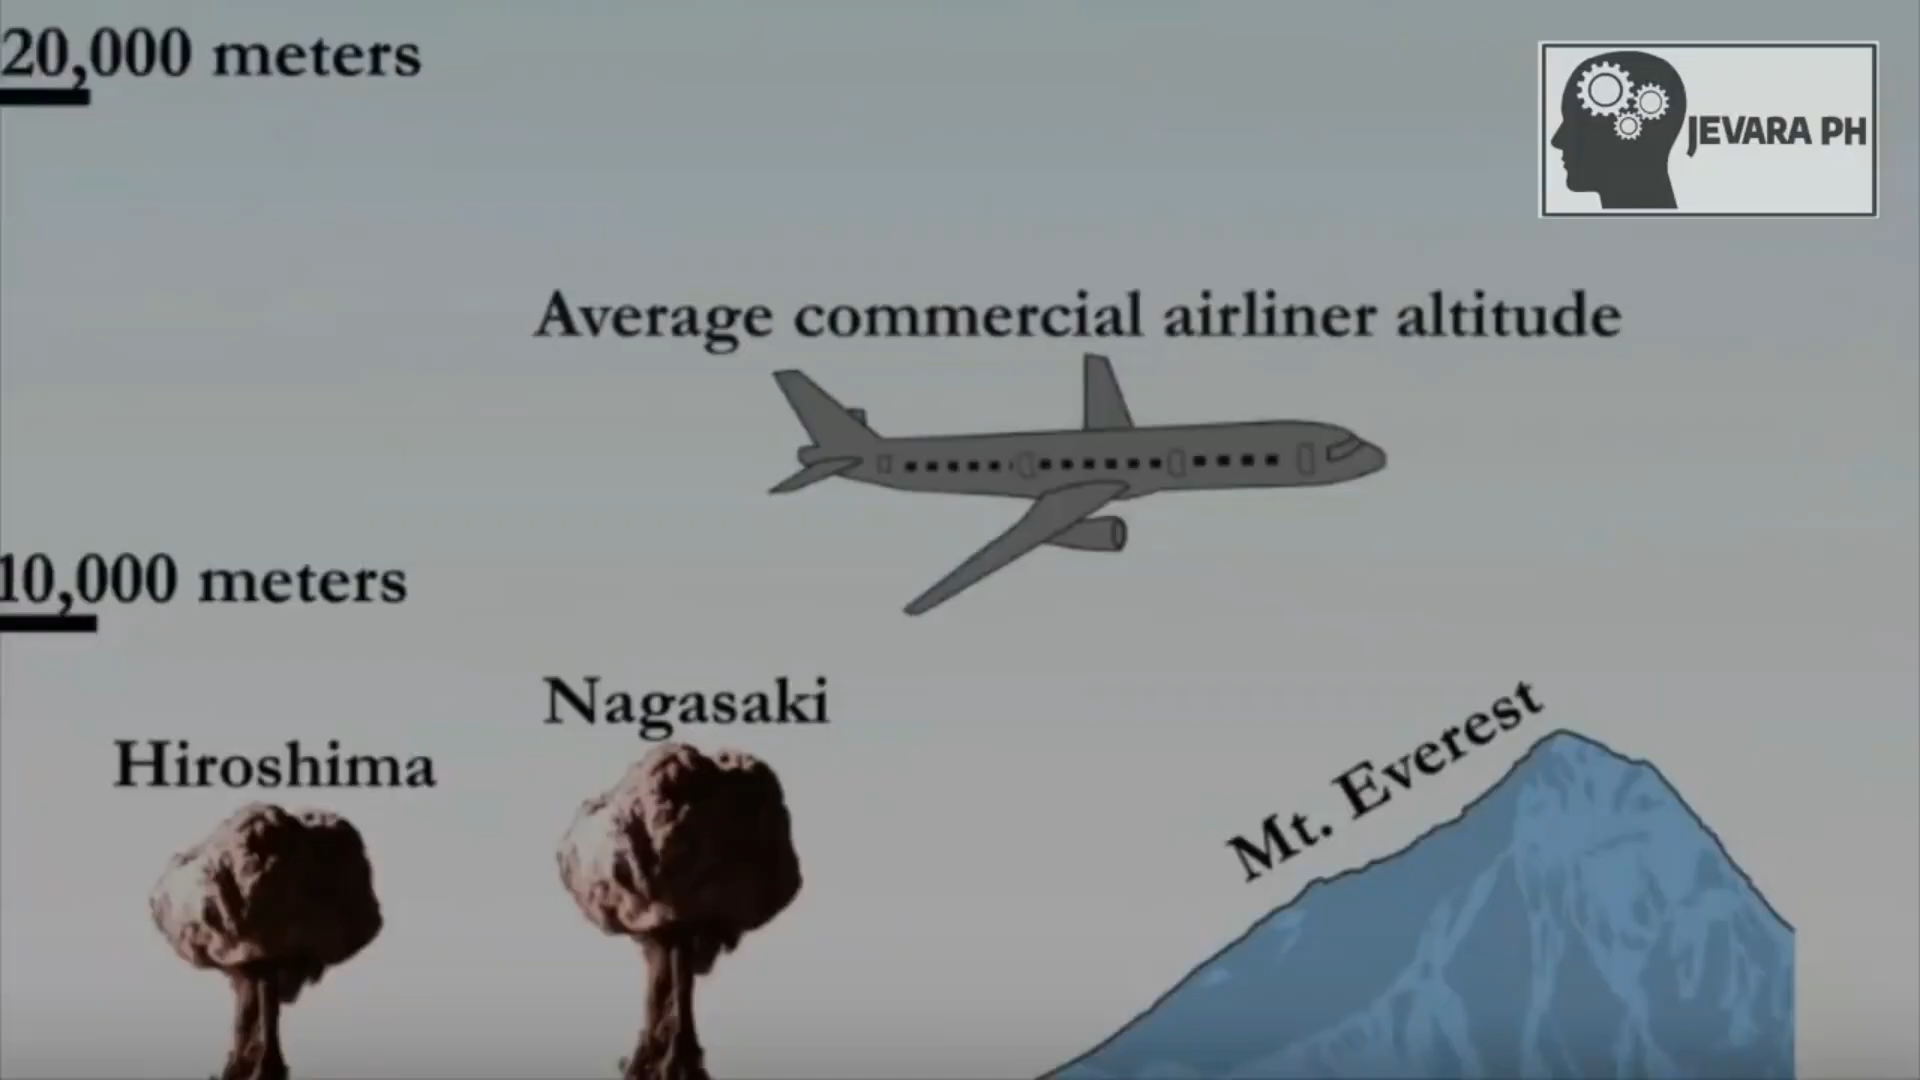 20,000 meters
JEVARA PH
Average commercial airliner altitude
10,000 meters
Nagasaki
Hiroshima
Mt. Everest